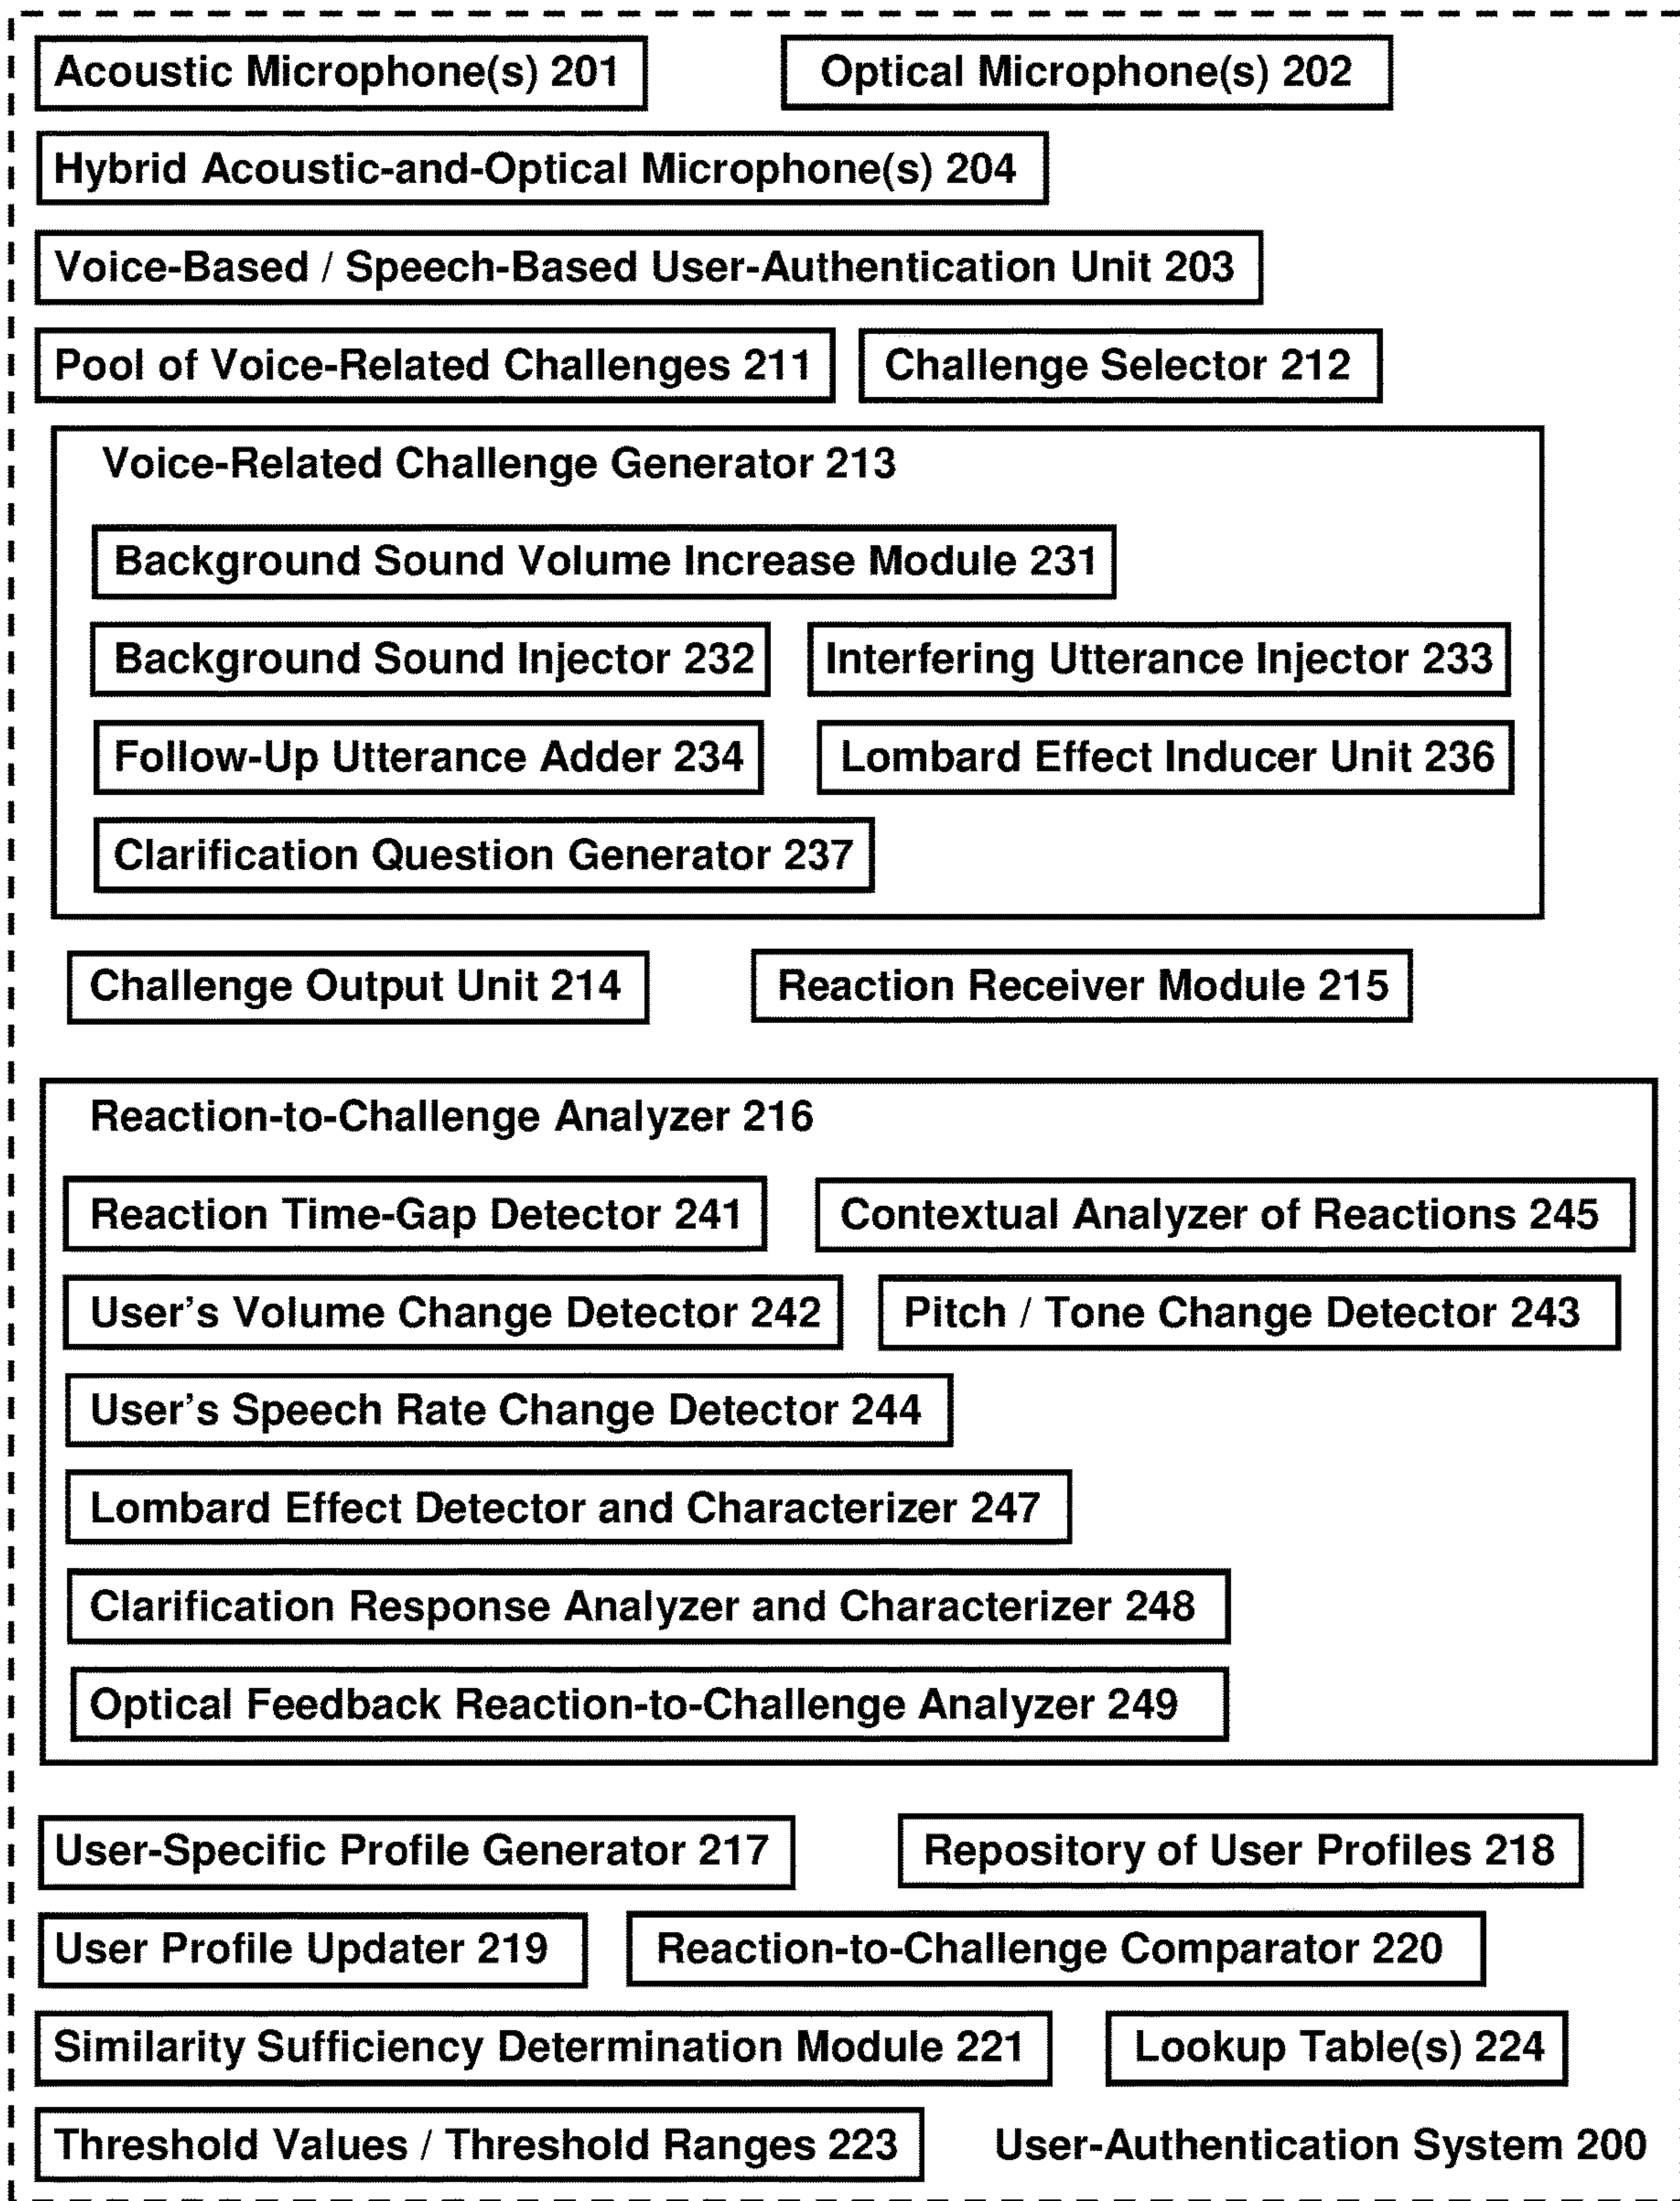 Acoustic Microphone(s) 201
Optical Microphone(s) 202
Hybrid Acoustic-and-Optical Microphone(s) 204
Voice-Based / Speech-Based User-Authentication Unit 203
Pool of Voice-Related Challenges 211
Challenge Selector 212
Voice-Related Challenge Generator 213
Background Sound Volume Increase Module 231
Background Sound Injector 232
Interfering Utterance Injector 233
Follow-Up Utterance Adder 234
Lombard Effect Inducer Unit 236
Clarification Question Generator 237
Challenge Output Unit 214
Reaction Receiver Module 215
Reaction-to-Challenge Analyzer 216
Reaction Time-Gap Detector 241
Contextual Analyzer of Reactions 245
User's Volume Change Detector 242
Pitch / Tone Change Detector 243
User's Speech Rate Change Detector 244
Lombard Effect Detector and Characterizer 247
Clarification Response Analyzer and Characterizer 248
Optical Feedback Reaction-to-Challenge Analyzer 249
User-Specific Profile Generator 217
Repository of User Profiles 218
User Profile Updater 219
Reaction-to-Challenge Comparator 220
Similarity Sufficiency Determination Module 221
Lookup Table(s) 224
Threshold Values / Threshold Ranges 223
User-Authentication System 200